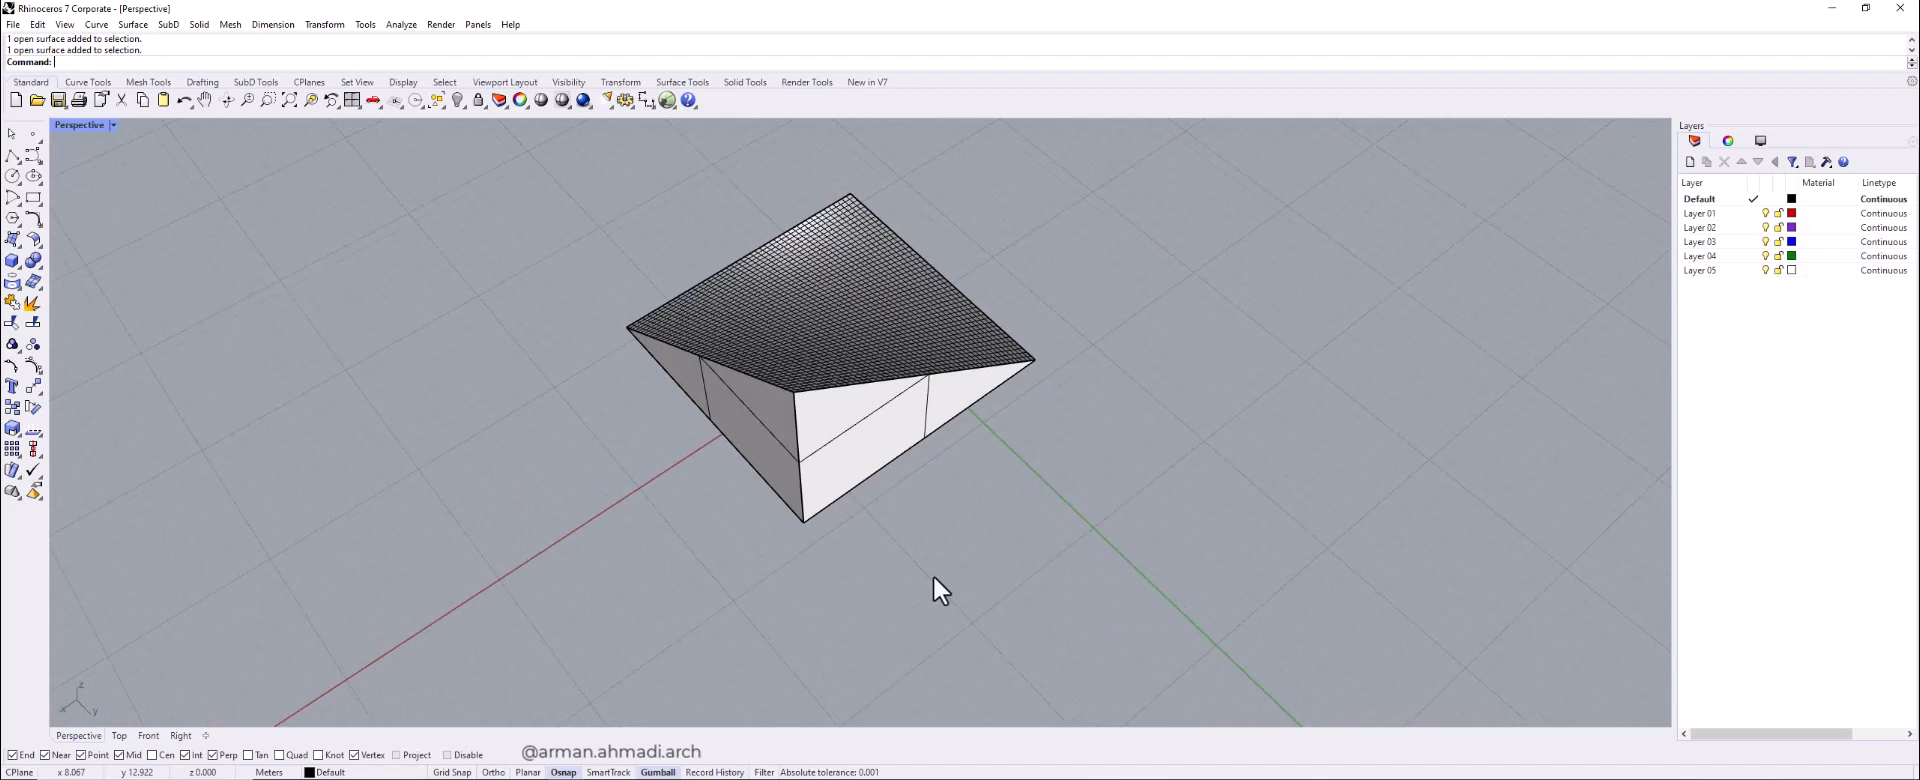 Rhinoceros 7 Corporate - [Perspective]
File Edit View Curve Surface SubD Solid Mesh Dimension Transform Tools Analyze Render Panels Help
1 open surface added to selection.
1 open surface added to selection.
Command:
Standard Curve Tools Mesh Tools Drafting SubD Tools CPlanes Set View Display Select Viewport Layout Visibility Transform Surface Tools Solid Tools Render Tools New in V7
Perspective
Layers
Layer Material Linetype
Default Continuous
Layer 01 Continuous
Layer 02 Continuous
Layer 03 Continuous
Layer 04 Continuous
Layer 05 Continuous
z
x y
Perspective Top Front Right
End Near Point Mid Cen Int Perp Tan Quad Knot Vertex Project Disable
@arman.ahmadi.arch
CPlane x 8.067 y 12.922 z 0.000 Meters Default Grid Snap Ortho Planar Osnap SmartTrack Gumball Record History Filter Absolute tolerance: 0.001